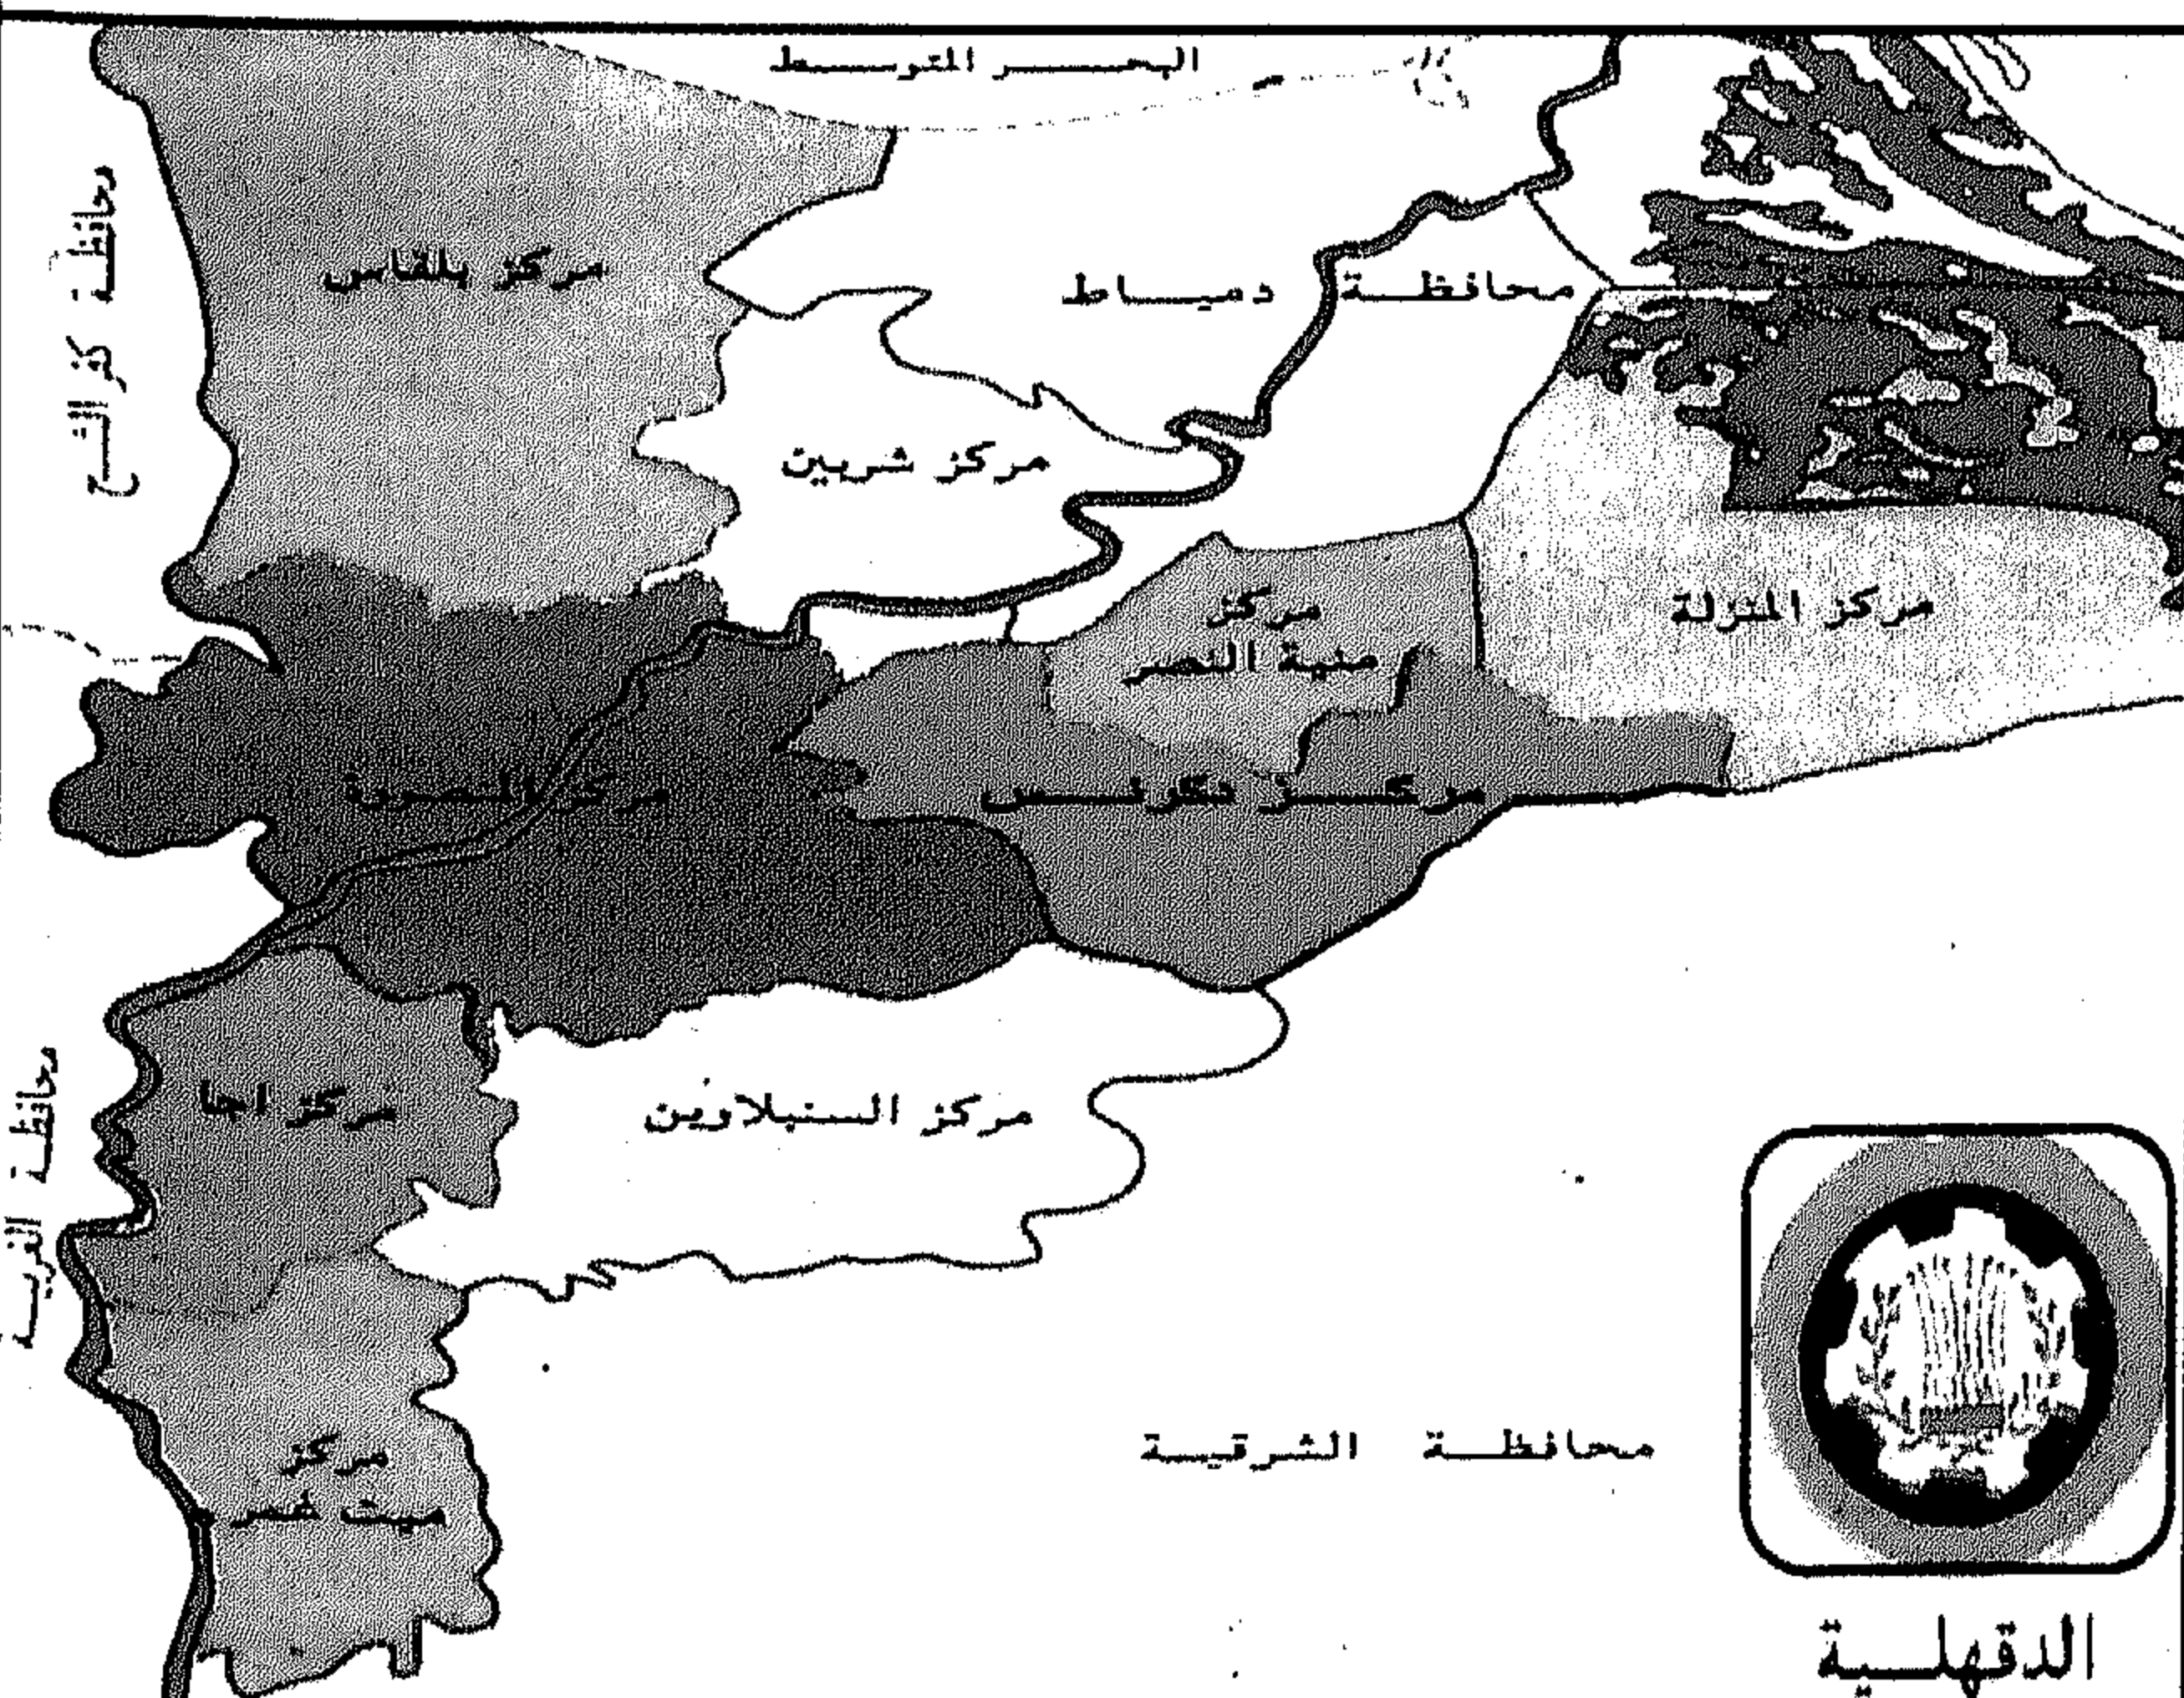 البحر المتوسط
محافظة كفر الشيخ
مركز بلقاس
محافظة دمياط
مركز شربين
مركز المنزلة
مركز
منية النصر
مركز المنصورة
مركز دكرنس
مركز اجا
مركز السنبلاوين
محافظة الغربية
مركز
ميت غمر
محافظة الشرقية
الدقهلية